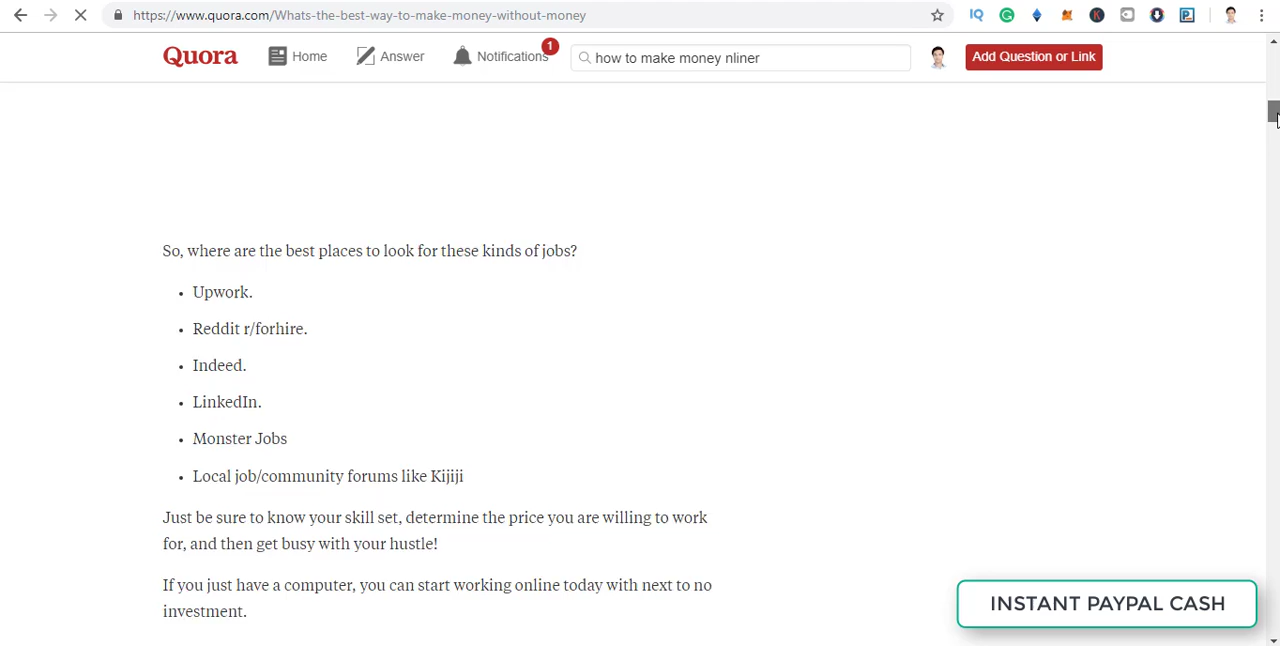 https://www.quora.com/Whats-the-best-way-to-make-money-without-money
IQ
Quora Home Answer Notifications 1 how to make money nliner Add Question or Link
So, where are the best places to look for these kinds of jobs?
• Upwork.
• Reddit r/forhire.
• Indeed.
• LinkedIn.
• Monster Jobs
• Local job/community forums like Kijiji
Just be sure to know your skill set, determine the price you are willing to work
for, and then get busy with your hustle!
If you just have a computer, you can start working online today with next to no
investment.
INSTANT PAYPAL CASH